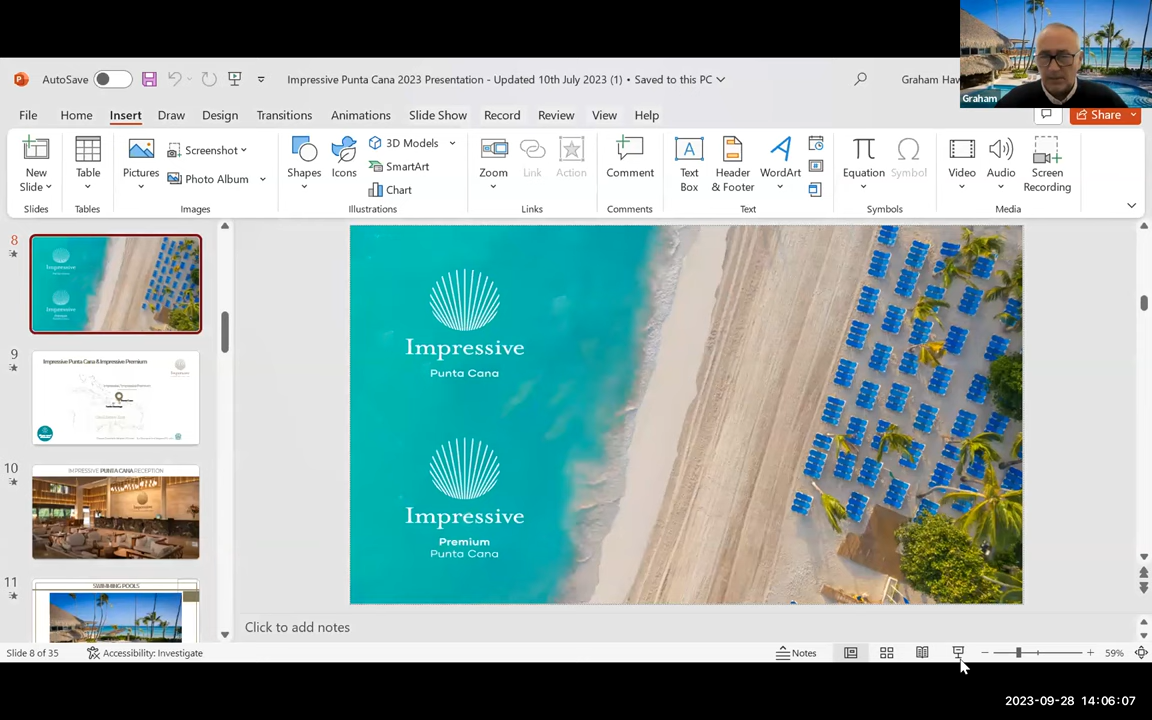 AutoSave
Impressive Punta Cana 2023 Presentation - Updated 10th July 2023 (1) • Saved to this PC
Graham Hav
Graham
File Home Insert Draw Design Transitions Animations Slide Show Record Review View Help
Share
New Slide
Table
Pictures
Screenshot
Photo Album
Shapes
Icons
3D Models
SmartArt
Chart
Zoom
Link
Action
Comment
Text Box
Header & Footer
WordArt
Equation
Symbol
Video
Audio
Screen Recording
Slides Tables Images Illustrations Links Comments Text Symbols Media
8
Impressive
Impressive
9
Impressive Punta Cana & Impressive Premium
10
IMPRESSIVE PUNTA CANA RECEPTION
11
SWIMMING POOLS
Impressive
Punta Cana
Impressive
Premium
Punta Cana
Click to add notes
Slide 8 of 35
Accessibility: Investigate
Notes
59%
2023-09-28 14:06:07